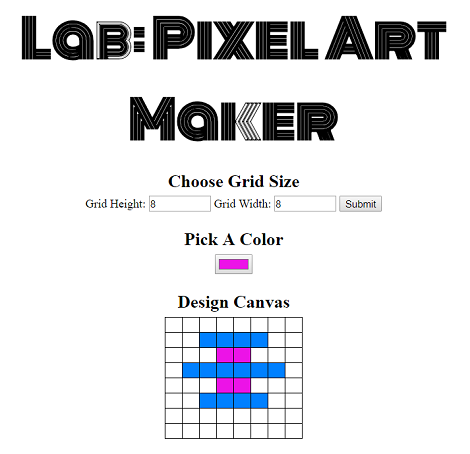 Lab: Pixel Art
Maker
Choose Grid Size
Grid Height: 8 Grid Width: 8 Submit
Pick A Color
Design Canvas